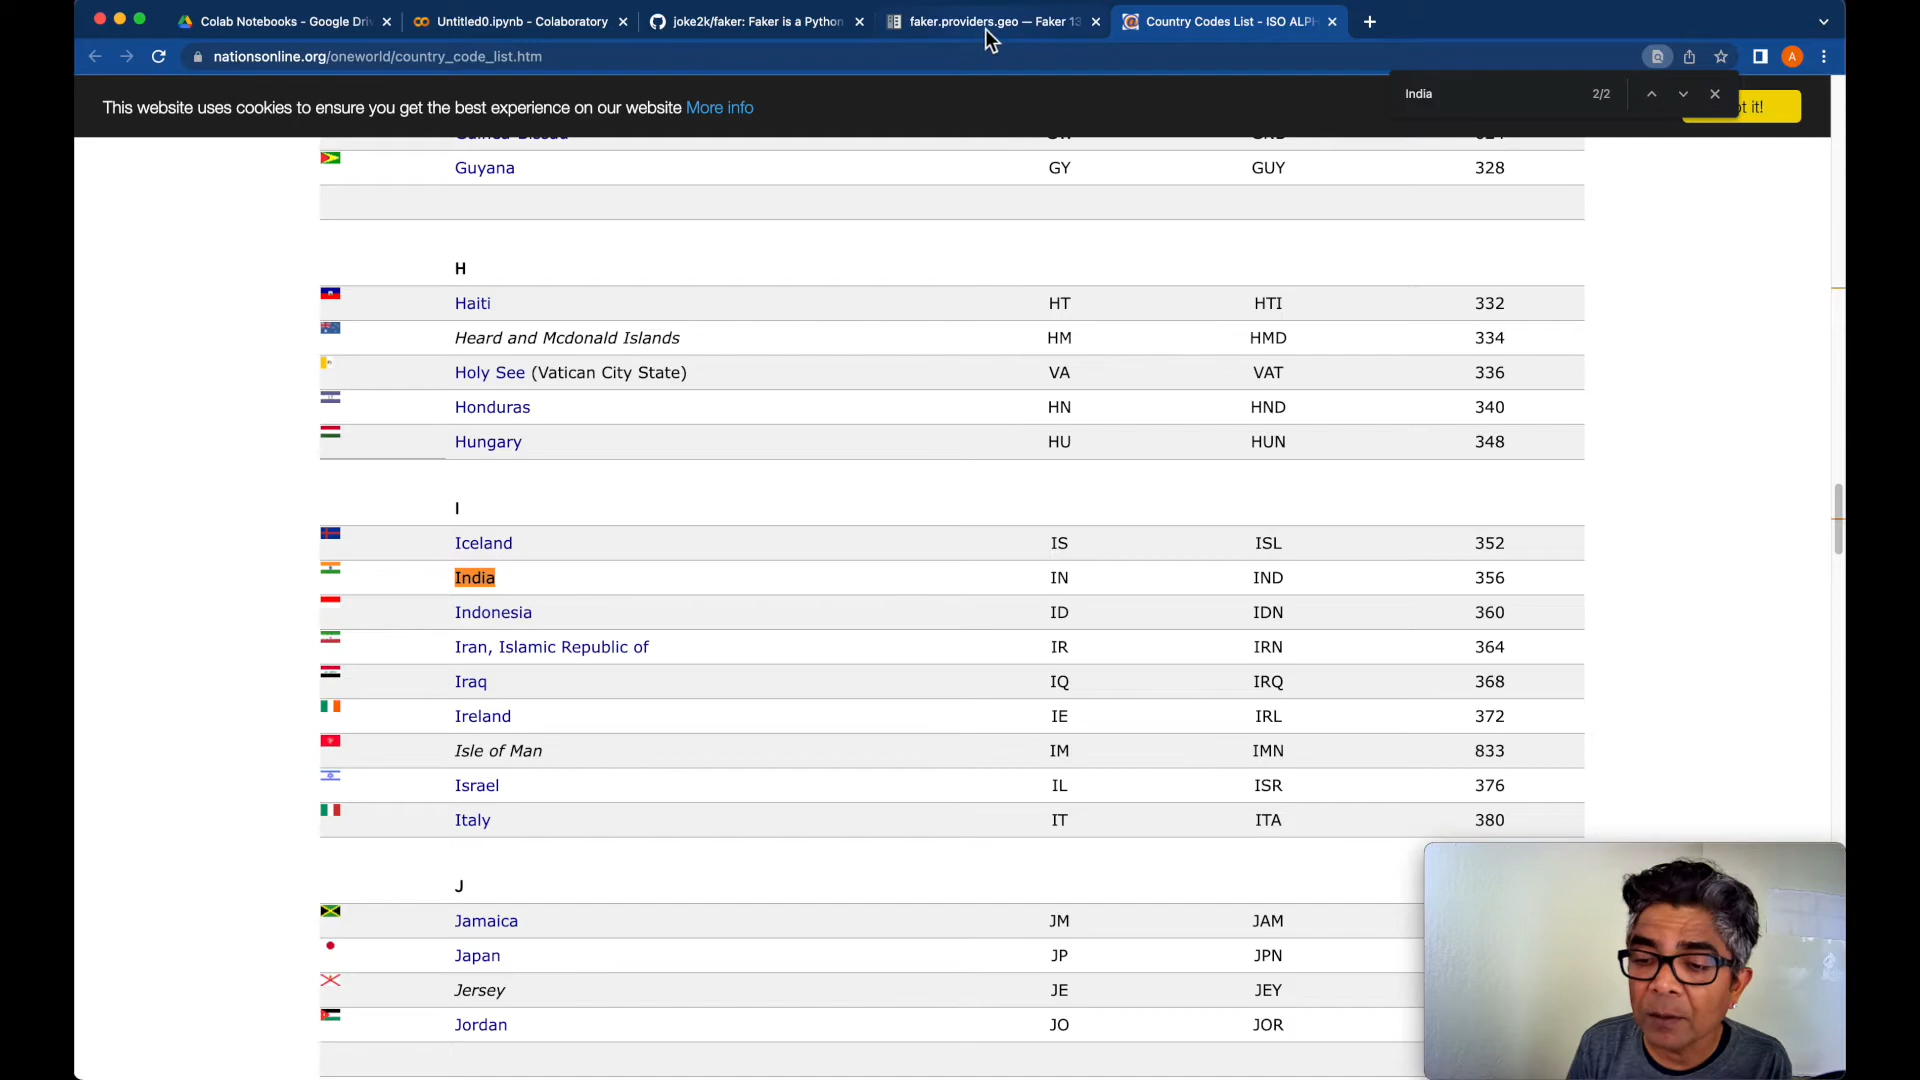 Colab Notebooks - Google Dri
Untitled0.ipynb - Colaboratory
joke2k/faker: Faker is a Python
faker.providers.geo — Faker 13
Country Codes List - ISO ALPH
nationsonline.org/oneworld/country_code_list.htm
A
India 2/2
This website uses cookies to ensure you get the best experience on our website More info
it!
Guyana GY GUY 328
H
Haiti HT HTI 332
Heard and Mcdonald Islands HM HMD 334
Holy See (Vatican City State) VA VAT 336
Honduras HN HND 340
Hungary HU HUN 348
I
Iceland IS ISL 352
India IN IND 356
Indonesia ID IDN 360
Iran, Islamic Republic of IR IRN 364
Iraq IQ IRQ 368
Ireland IE IRL 372
Isle of Man IM IMN 833
Israel IL ISR 376
Italy IT ITA 380
J
Jamaica JM JAM
Japan JP JPN
Jersey JE JEY
Jordan JO JOR